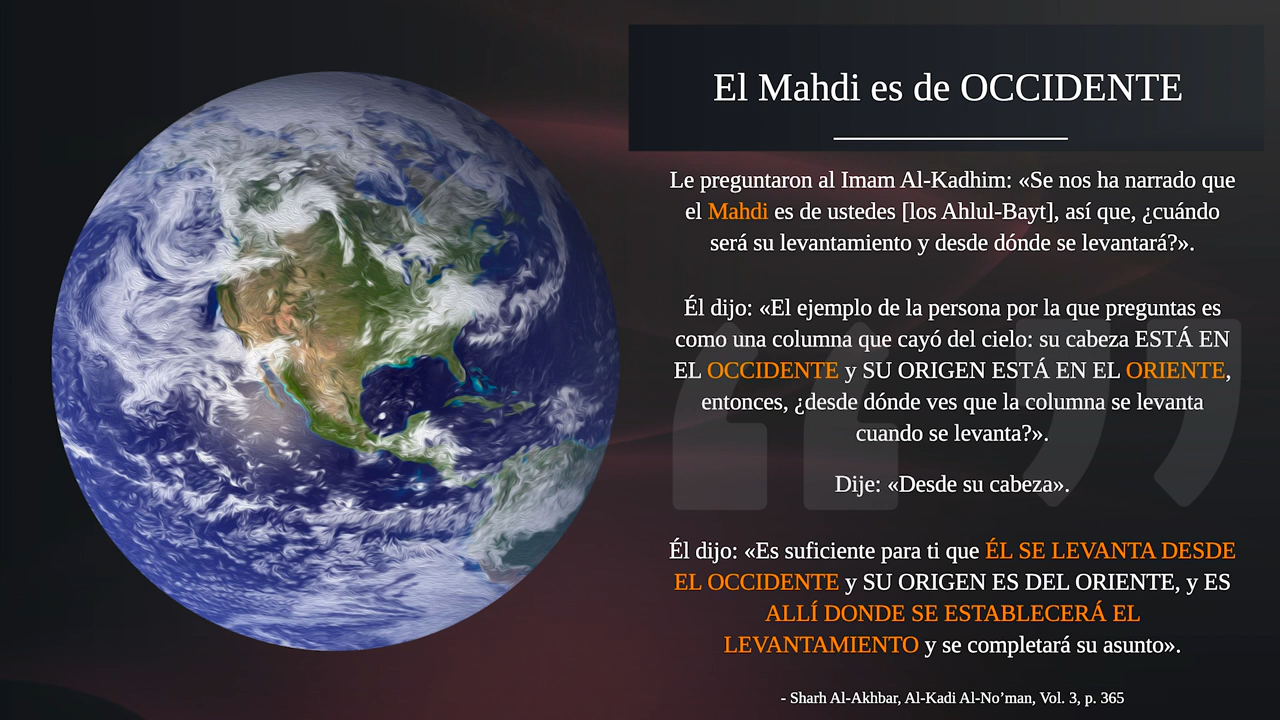 El Mahdi es de OCCIDENTE
Le preguntaron al Imam Al-Kadhim: «Se nos ha narrado que
el Mahdi es de ustedes [los Ahlul-Bayt], así que, ¿cuándo
será su levantamiento y desde dónde se levantará?».
Él dijo: «El ejemplo de la persona por la que preguntas es
como una columna que cayó del cielo: su cabeza ESTÁ EN
EL OCCIDENTE y SU ORIGEN ESTÁ EN EL ORIENTE,
entonces, ¿desde dónde ves que la columna se levanta
cuando se levanta?».
Dije: «Desde su cabeza».
Él dijo: «Es suficiente para ti que ÉL SE LEVANTA DESDE
EL OCCIDENTE y SU ORIGEN ES DEL ORIENTE, y ES
ALLÍ DONDE SE ESTABLECERÁ EL
LEVANTAMIENTO y se completará su asunto».
- Sharh Al-Akhbar, Al-Kadi Al-No’man, Vol. 3, p. 365